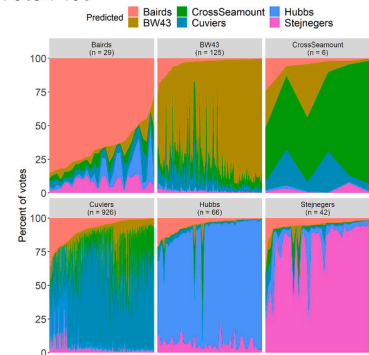 Predicted Bairds CrossSeamount Hubbs
BW43 Cuviers Stejnegers
Bairds BW43 CrossSeamount
(n = 29) (n = 125) (n = 6)
100
75
50
25
0
Percent of votes
Cuviers Hubbs Stejnegers
(n = 926) (n = 66) (n = 42)
100
75
50
25
0